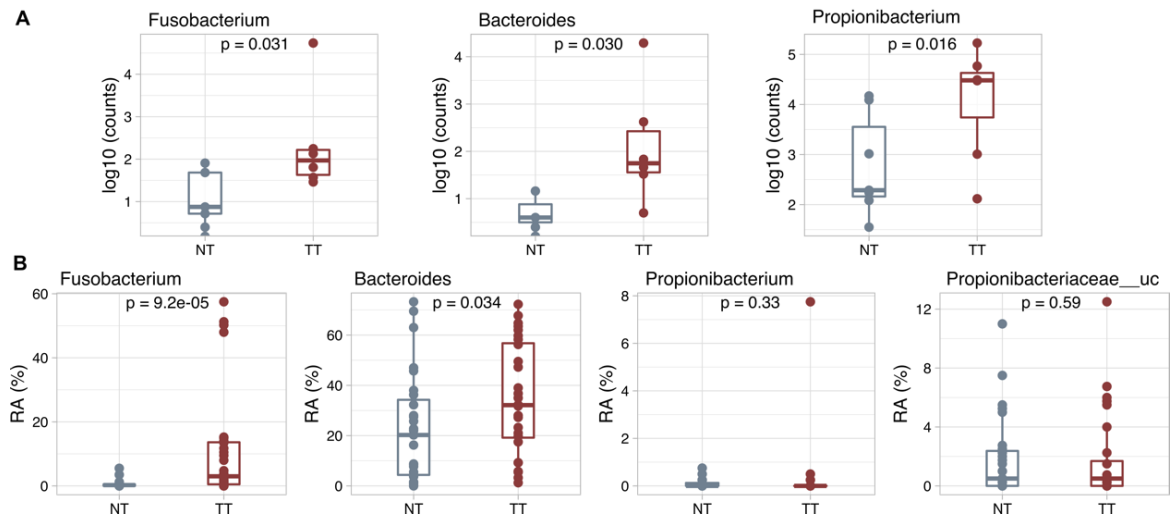 A
Fusobacterium
p = 0.031
log10 (counts)
4
3
2
1
NT
TT
Bacteroides
p = 0.030
log10 (counts)
4
3
2
1
NT
TT
Propionibacterium
p = 0.016
log10 (counts)
5
4
3
2
NT
TT
B
Fusobacterium
p = 9.2e-05
RA (%)
60
40
20
0
NT
TT
Bacteroides
p = 0.034
RA (%)
60
40
20
0
NT
TT
Propionibacterium
p = 0.33
RA (%)
8
6
4
2
0
NT
TT
Propionibacteriaceae__uc
p = 0.59
RA (%)
12
8
4
0
NT
TT